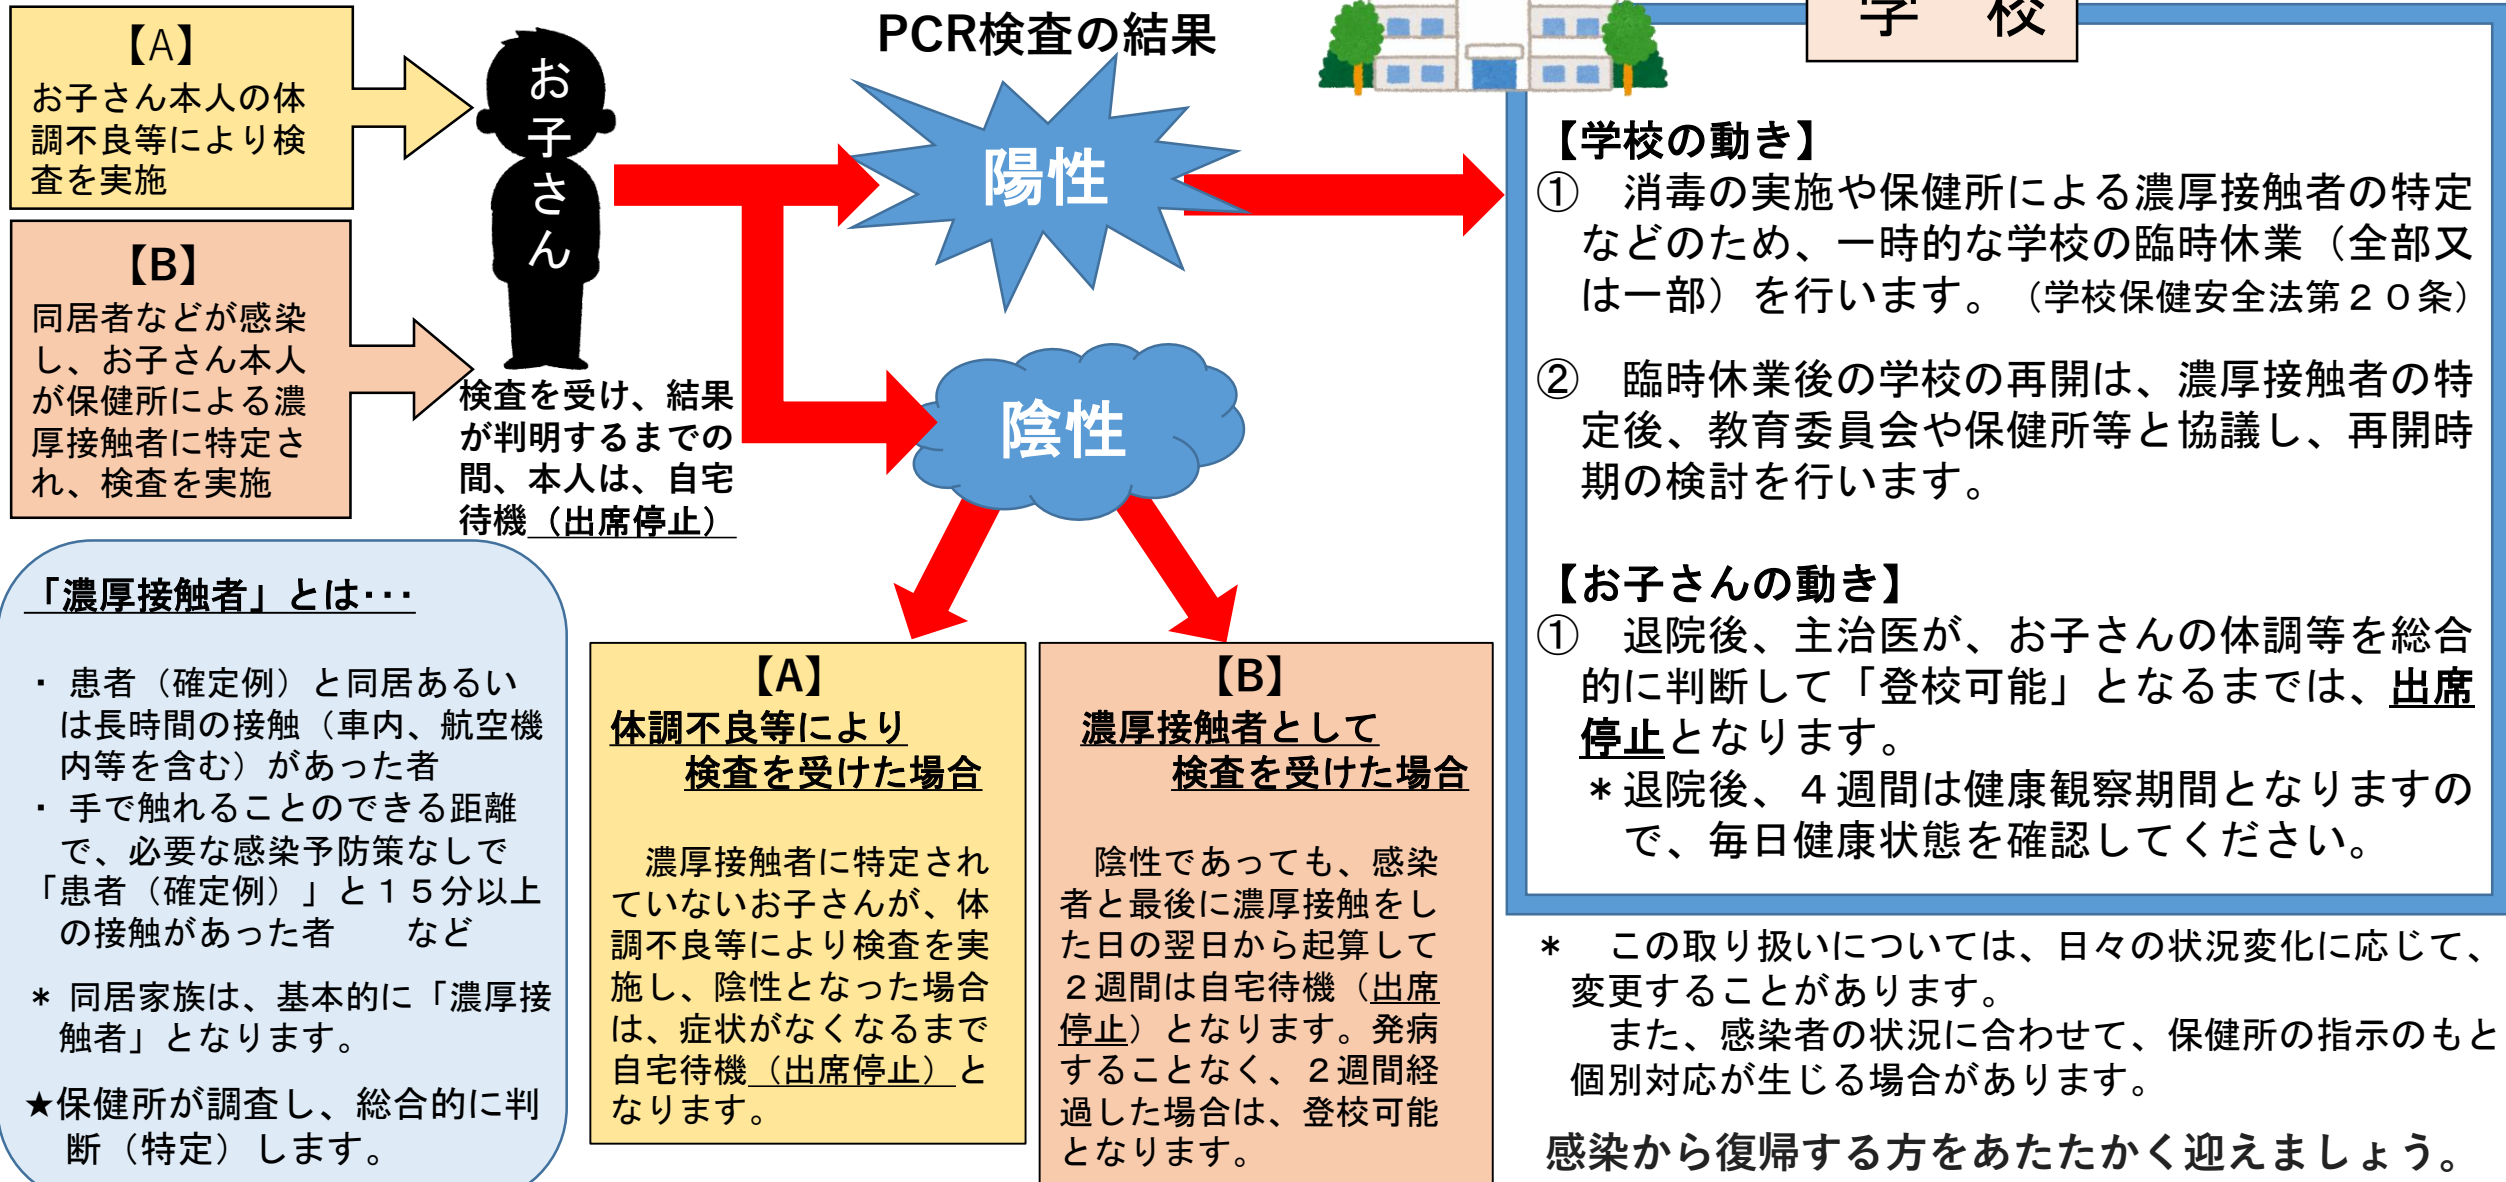 【A】
お子さん本人の体
調不良等により検
査を実施
【B】
同居者などが感染
し、お子さん本人
が保健所による濃
厚接触者に特定さ
れ、検査を実施
お子さん
検査を受け、結果
が判明するまでの
間、本人は、自宅
待機（出席停止）
PCR検査の結果
陽性
陰性
「濃厚接触者」とは･･･
・ 患者（確定例）と同居あるい
は長時間の接触（車内、航空機
内等を含む）があった者
・ 手で触れることのできる距離
で、必要な感染予防策なしで
「患者（確定例）」と１５分以上
の接触があった者　　など
＊ 同居家族は、基本的に「濃厚接
触者」となります。
★保健所が調査し、総合的に判
断（特定）します。
【A】
体調不良等により
検査を受けた場合
濃厚接触者に特定され
ていないお子さんが、体
調不良等により検査を実
施し、陰性となった場合
は、症状がなくなるまで
自宅待機（出席停止）と
なります。
【B】
濃厚接触者として
検査を受けた場合
陰性であっても、感染
者と最後に濃厚接触をし
た日の翌日から起算して
２週間は自宅待機（出席
停止）となります。発病
することなく、２週間経
過した場合は、登校可能
となります。
学　校
【学校の動き】
①　消毒の実施や保健所による濃厚接触者の特定
などのため、一時的な学校の臨時休業（全部又
は一部）を行います。（学校保健安全法第２０条）
②　臨時休業後の学校の再開は、濃厚接触者の特
定後、教育委員会や保健所等と協議し、再開時
期の検討を行います。
【お子さんの動き】
①　退院後、主治医が、お子さんの体調等を総合
的に判断して「登校可能」となるまでは、出席
停止となります。
＊退院後、４週間は健康観察期間となりますの
で、毎日健康状態を確認してください。
＊　この取り扱いについては、日々の状況変化に応じて、
変更することがあります。
また、感染者の状況に合わせて、保健所の指示のもと
個別対応が生じる場合があります。
感染から復帰する方をあたたかく迎えましょう。